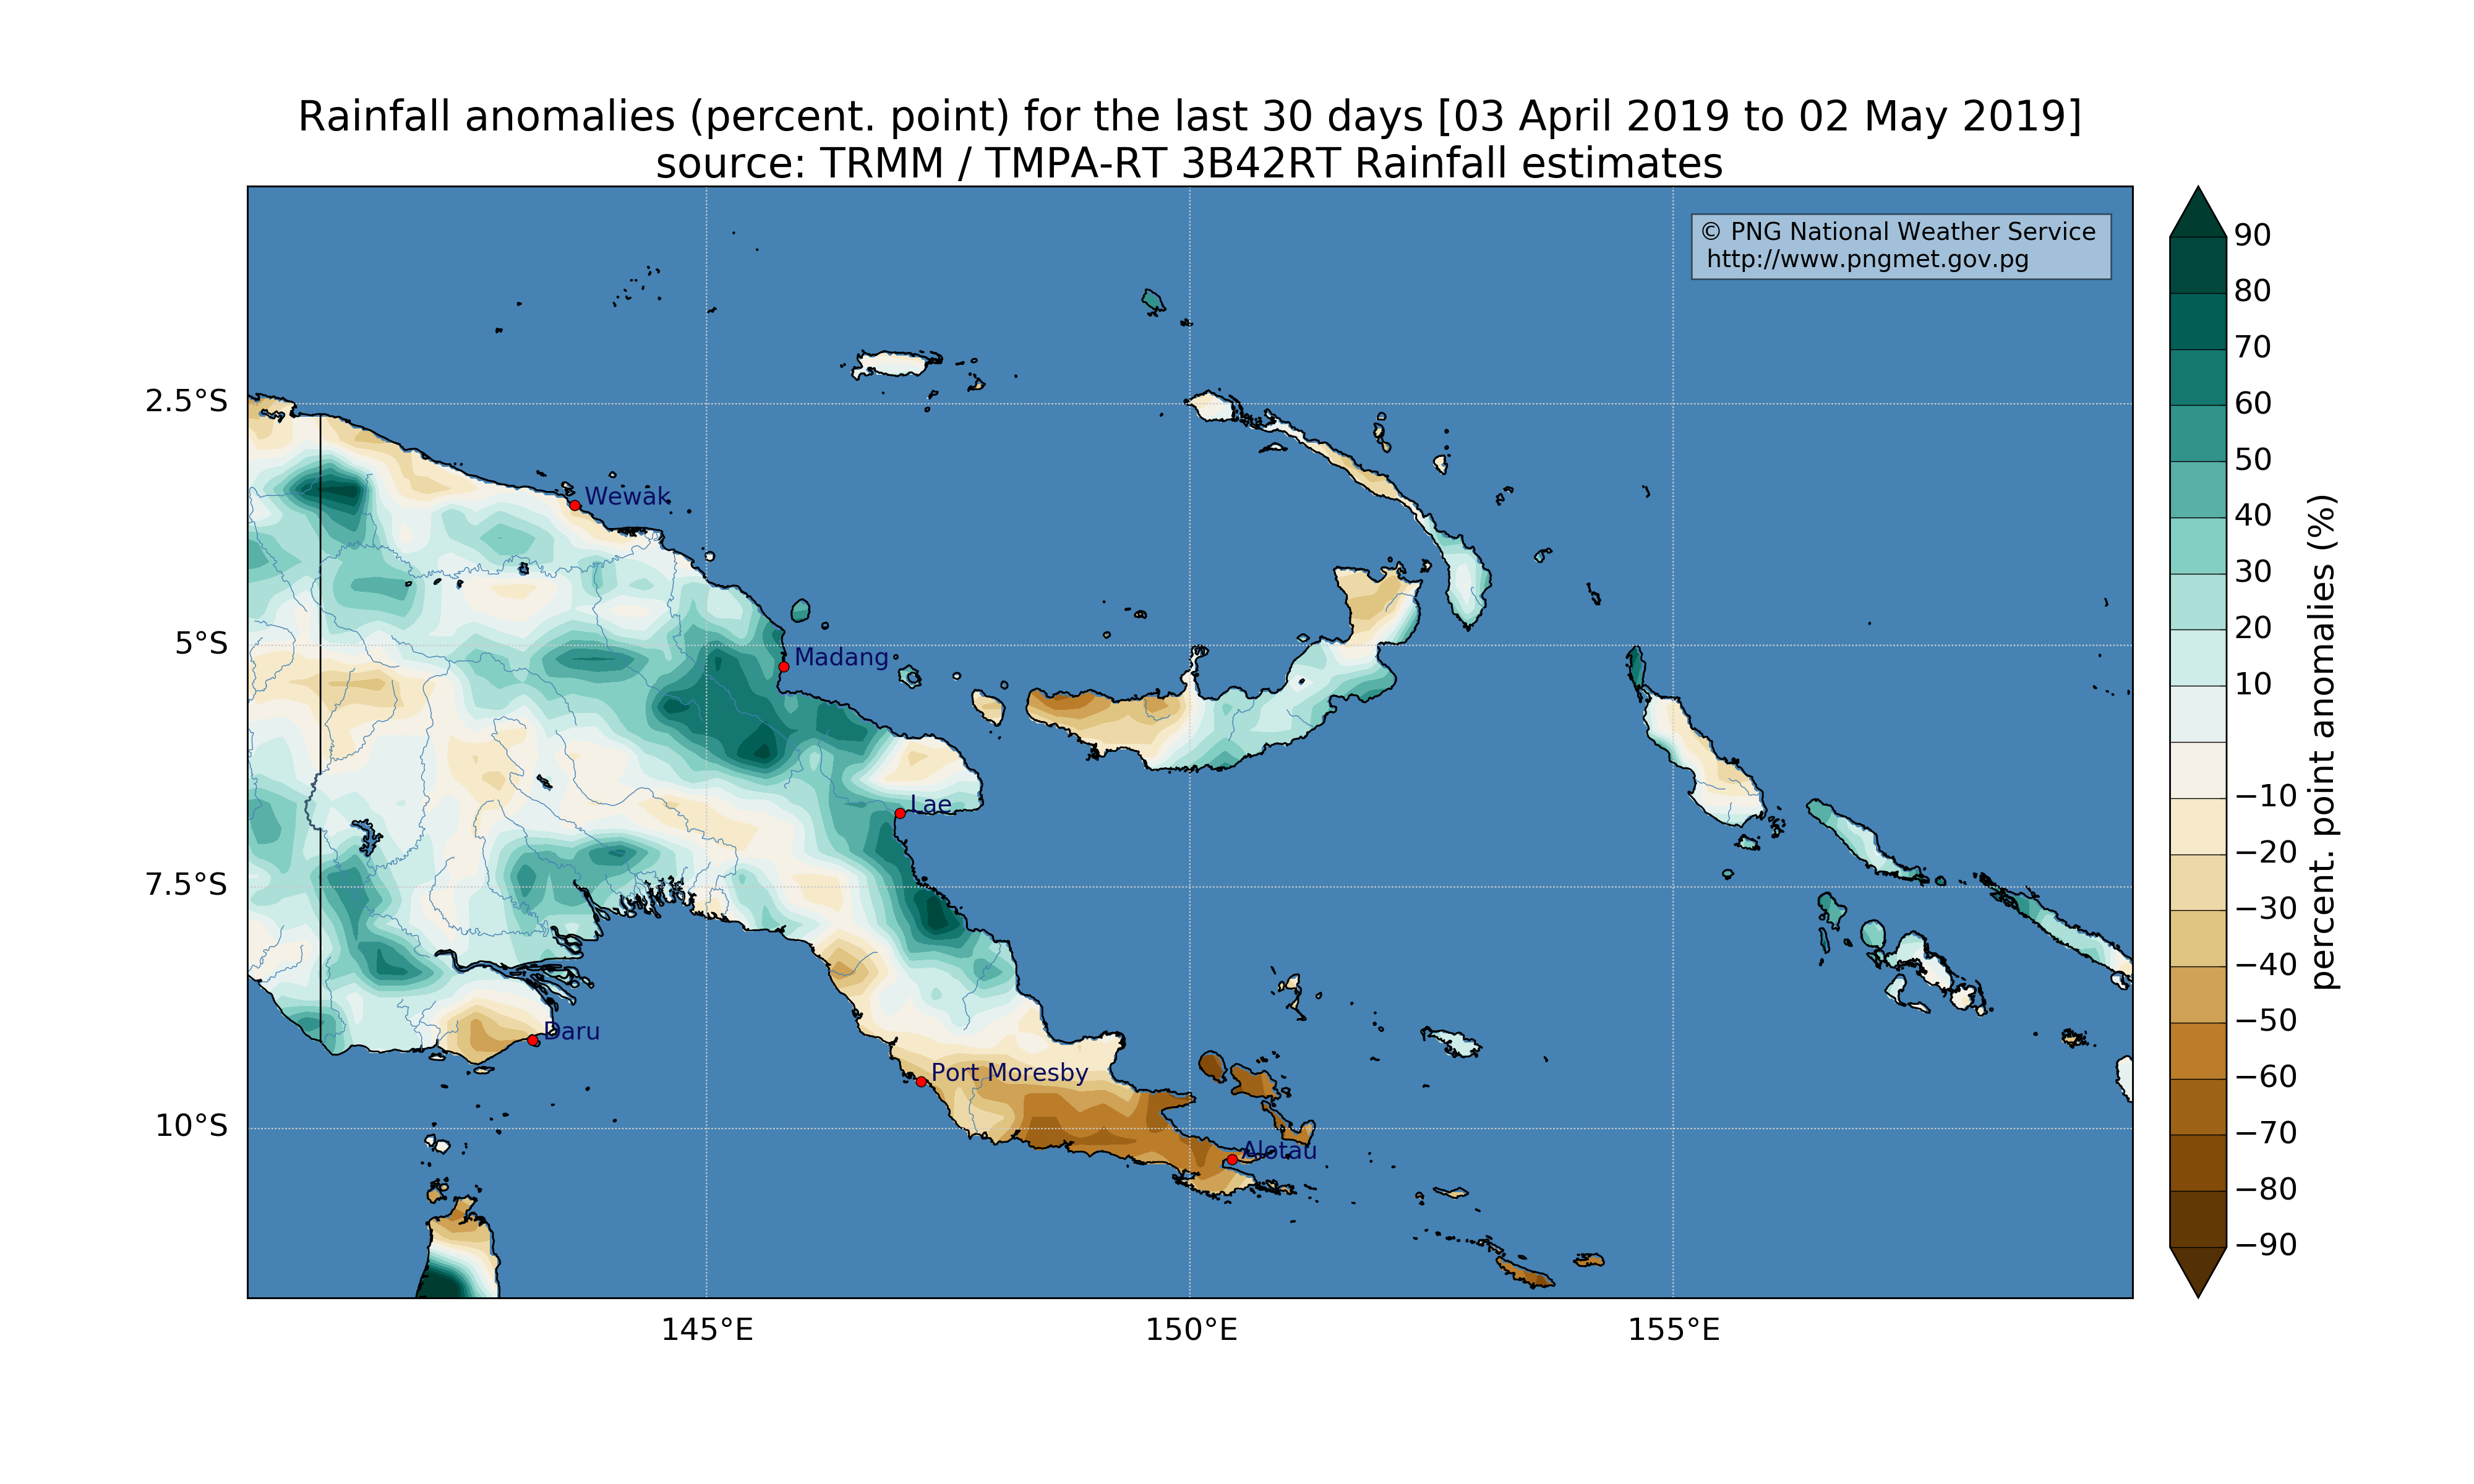 Rainfall anomalies (percent. point) for the last 30 days [03 April 2019 to 02 May 2019]
source: TRMM / TMPA-RT 3B42RT Rainfall estimates
© PNG National Weather Service
http://www.pngmet.gov.pg
2.5°S
5°S
7.5°S
10°S
145°E
150°E
155°E
Wewak
Madang
Lae
Daru
Port Moresby
Alotau
90
80
70
60
50
40
30
20
10
−10
−20
−30
−40
−50
−60
−70
−80
−90
percent. point anomalies (%)